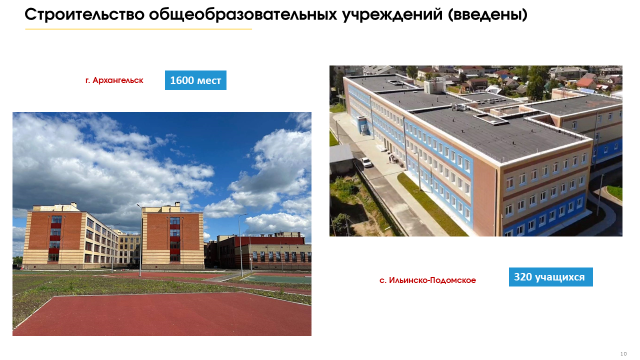 Строительство общеобразовательных учреждений (введены)
г. Архангельск
1600 мест
с. Ильинско-Подомское
320 учащихся
10